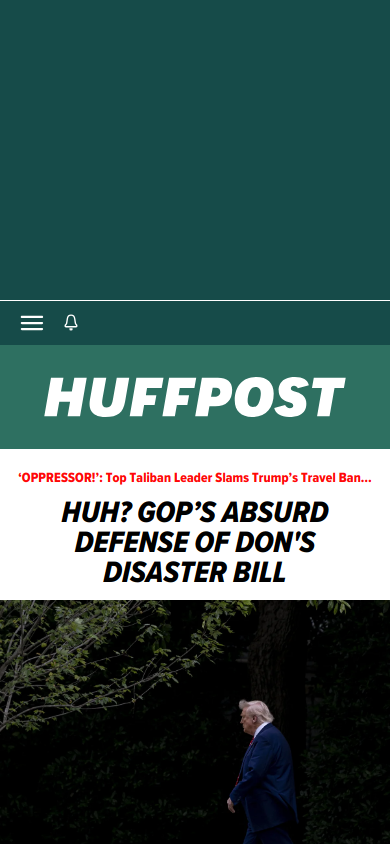 HUFFPOST
‘OPPRESSOR!’: Top Taliban Leader Slams Trump’s Travel Ban...
HUH? GOP’S ABSURD
DEFENSE OF DON'S
DISASTER BILL